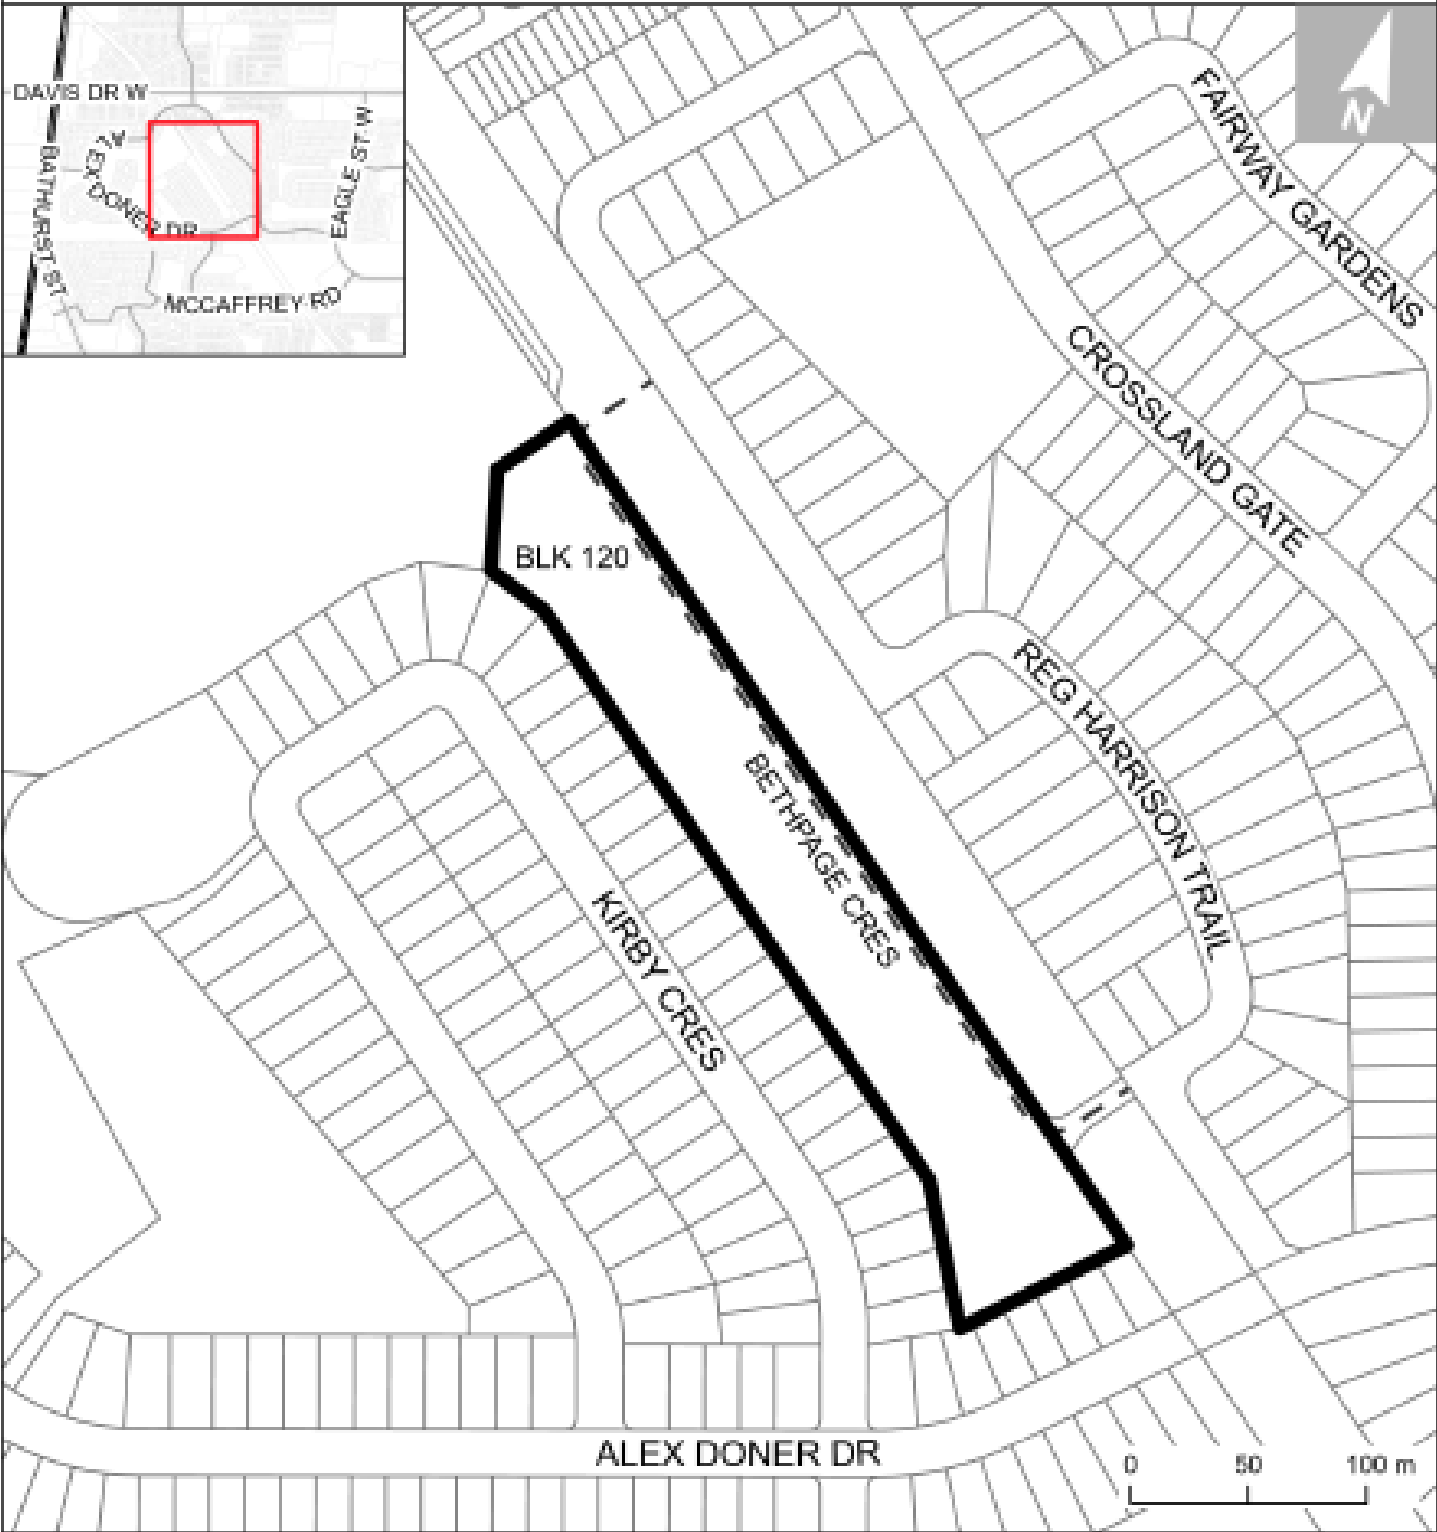 DAVIS DR W
ALEX DONER DR
BATHURST ST
EAGLE ST W
MCCAFFREY RD
N
FAIRWAY GARDENS
CROSSLAND GATE
BLK 120
REG HARRISON TRAIL
BETHPAGE CRES
KIRBY CRES
ALEX DONER DR
0 50 100 m